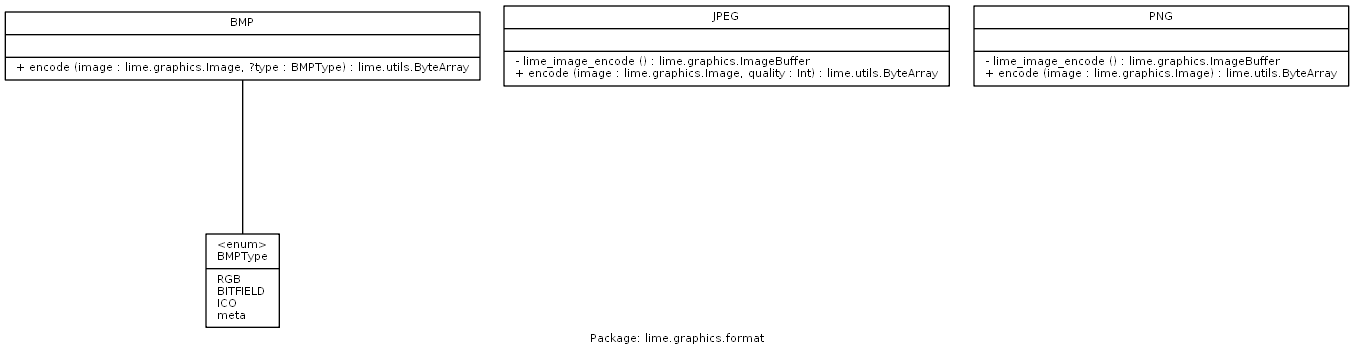 BMP
+ encode (image : lime.graphics.Image, ?type : BMPType) : lime.utils.ByteArray
JPEG
- lime_image_encode () : lime.graphics.ImageBuffer
+ encode (image : lime.graphics.Image, quality : Int) : lime.utils.ByteArray
PNG
- lime_image_encode () : lime.graphics.ImageBuffer
+ encode (image : lime.graphics.Image) : lime.utils.ByteArray
<enum>
BMPType
RGB
BITFIELD
ICO
meta
Package: lime.graphics.format